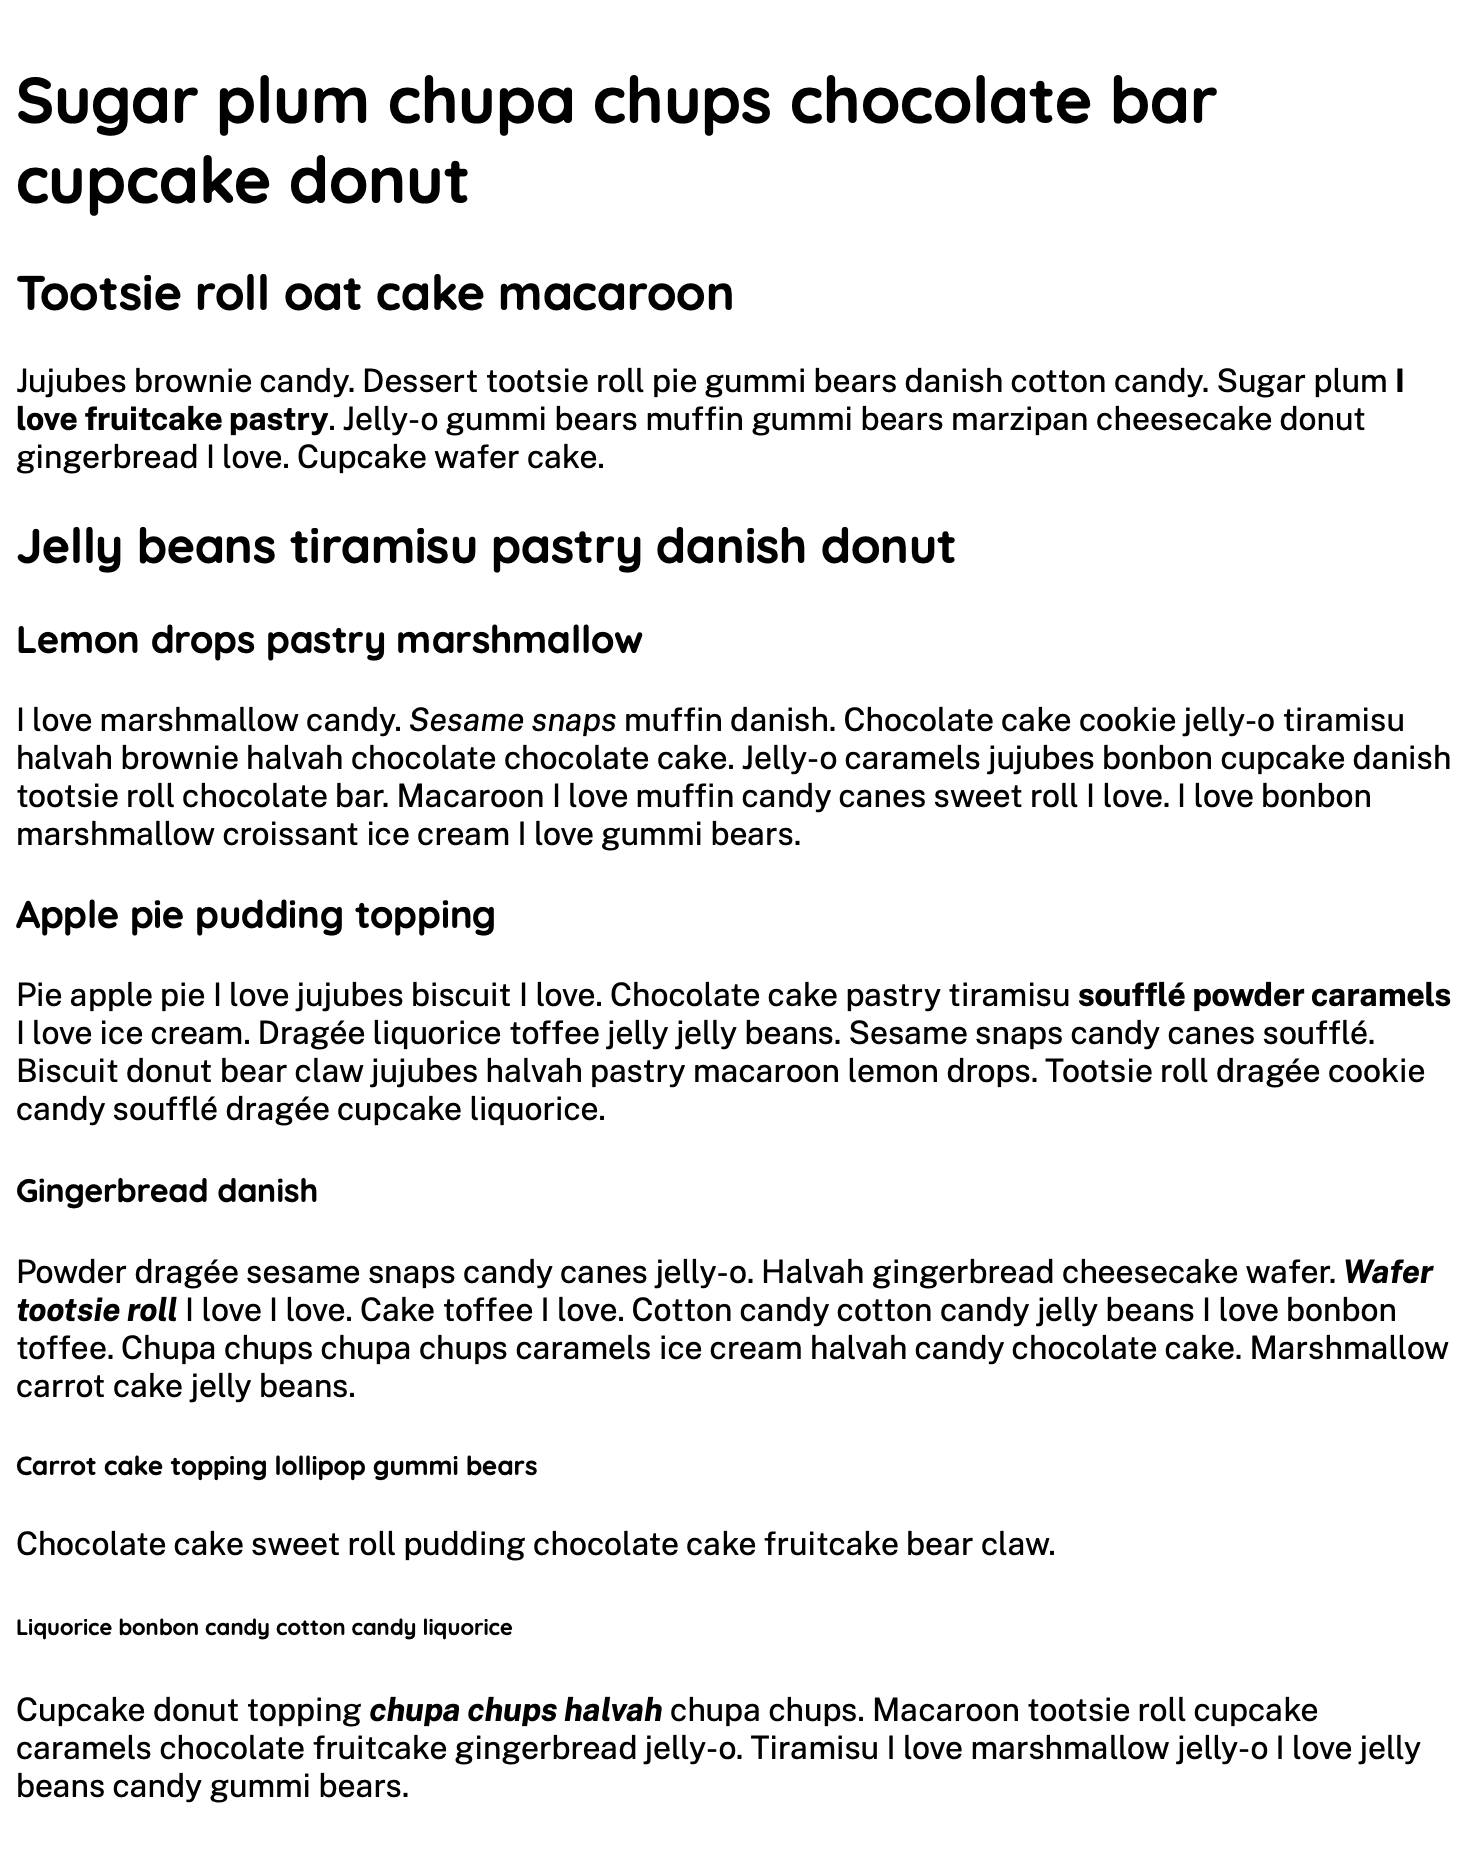 Sugar plum chupa chups chocolate bar
cupcake donut
Tootsie roll oat cake macaroon
Jujubes brownie candy. Dessert tootsie roll pie gummi bears danish cotton candy. Sugar plum I
love fruitcake pastry. Jelly-o gummi bears muffin gummi bears marzipan cheesecake donut
gingerbread I love. Cupcake wafer cake.
Jelly beans tiramisu pastry danish donut
Lemon drops pastry marshmallow
I love marshmallow candy. Sesame snaps muffin danish. Chocolate cake cookie jelly-o tiramisu
halvah brownie halvah chocolate chocolate cake. Jelly-o caramels jujubes bonbon cupcake danish
tootsie roll chocolate bar. Macaroon I love muffin candy canes sweet roll I love. I love bonbon
marshmallow croissant ice cream I love gummi bears.
Apple pie pudding topping
Pie apple pie I love jujubes biscuit I love. Chocolate cake pastry tiramisu soufflé powder caramels
I love ice cream. Dragée liquorice toffee jelly jelly beans. Sesame snaps candy canes soufflé.
Biscuit donut bear claw jujubes halvah pastry macaroon lemon drops. Tootsie roll dragée cookie
candy soufflé dragée cupcake liquorice.
Gingerbread danish
Powder dragée sesame snaps candy canes jelly-o. Halvah gingerbread cheesecake wafer. Wafer
tootsie roll I love I love. Cake toffee I love. Cotton candy cotton candy jelly beans I love bonbon
toffee. Chupa chups chupa chups caramels ice cream halvah candy chocolate cake. Marshmallow
carrot cake jelly beans.
Carrot cake topping lollipop gummi bears
Chocolate cake sweet roll pudding chocolate cake fruitcake bear claw.
Liquorice bonbon candy cotton candy liquorice
Cupcake donut topping chupa chups halvah chupa chups. Macaroon tootsie roll cupcake
caramels chocolate fruitcake gingerbread jelly-o. Tiramisu I love marshmallow jelly-o I love jelly
beans candy gummi bears.